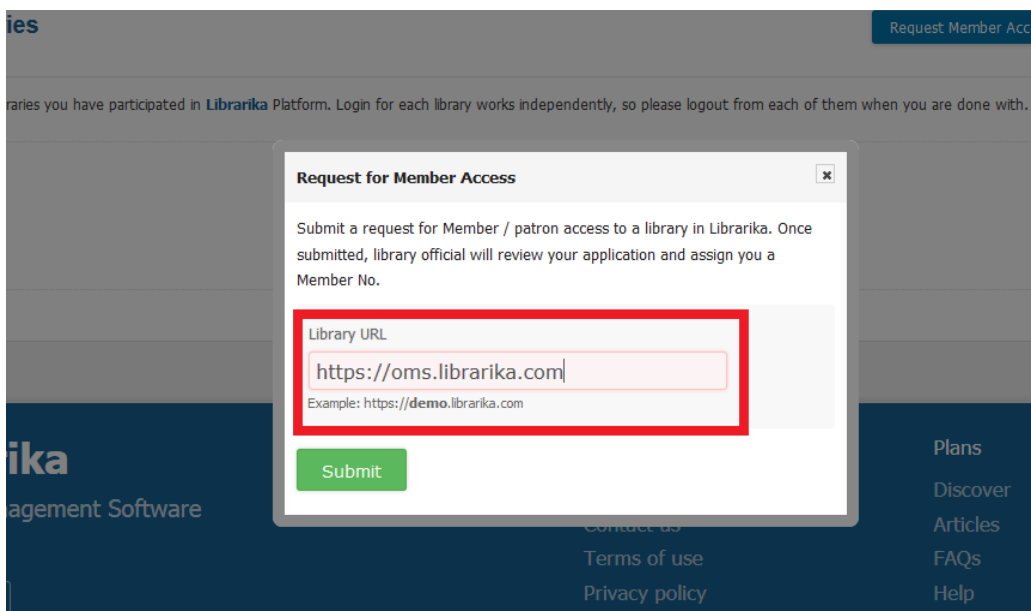 ies
Request Member Acc
raries you have participated in Librarika Platform. Login for each library works independently, so please logout from each of them when you are done with.
Request for Member Access
Submit a request for Member / patron access to a library in Librarika. Once
submitted, library official will review your application and assign you a
Member No.
Library URL
https://oms.librarika.com
Example: https://demo.librarika.com
Submit
ika
agement Software
Contact us
Terms of use
Privacy policy
Plans
Discover
Articles
FAQs
Help